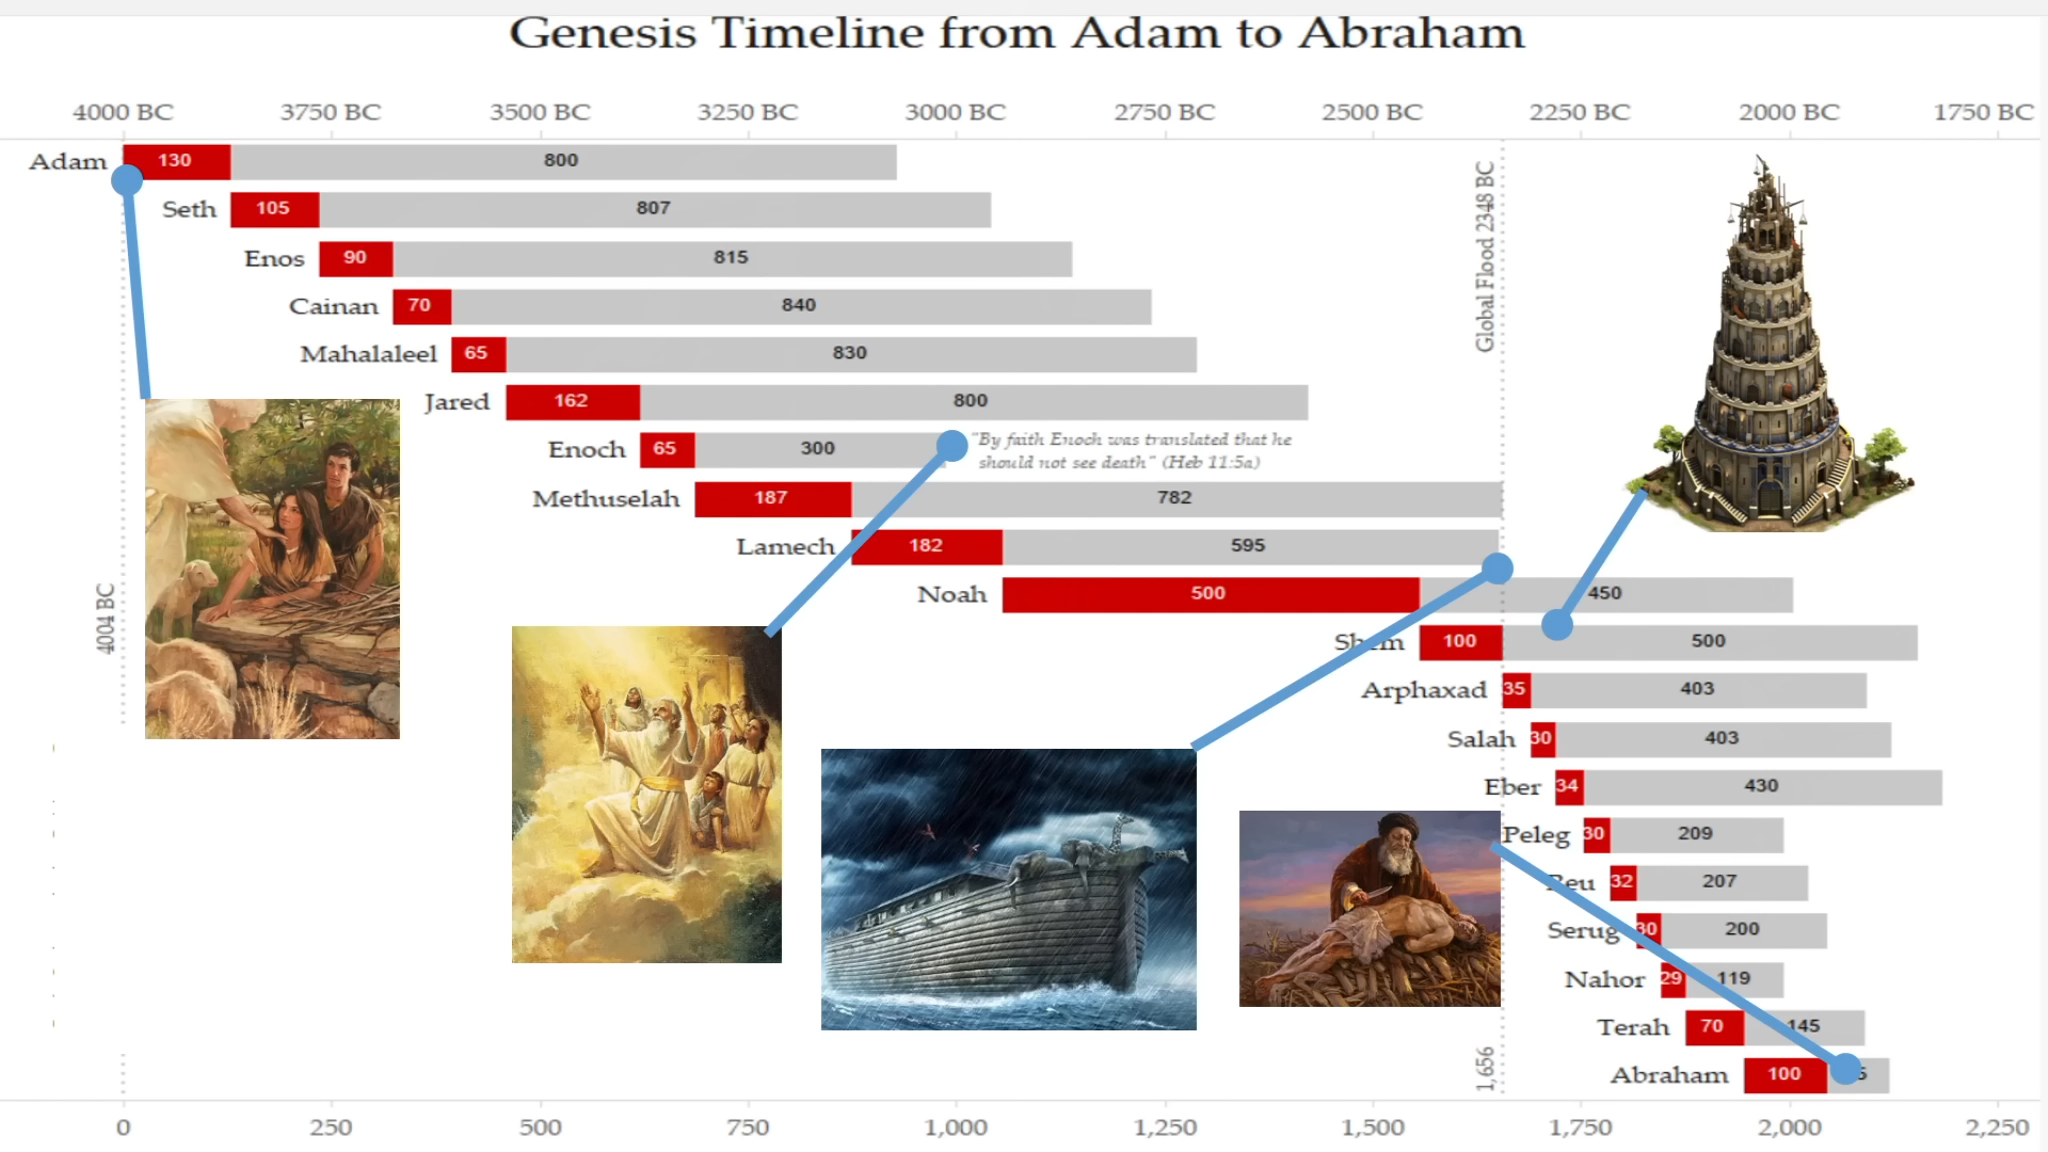 Genesis Timeline from Adam to Abraham
4000 BC 3750 BC 3500 BC 3250 BC 3000 BC 2750 BC 2500 BC 2250 BC 2000 BC 1750 BC
Adam 130 800
Seth 105 807
Enos 90 815
Cainan 70 840
Mahalaleel 65 830
Jared 162 800
Enoch 65 300
"By faith Enoch was translated that he
should not see death" (Heb 11:5a)
Methuselah 187 782
Lamech 182 595
Noah 500 450
Shem 100 500
Arphaxad 35 403
Salah 30 403
Eber 34 430
Peleg 30 209
Reu 32 207
Serug 30 200
Nahor 29 119
Terah 70 145
Abraham 100
4004 BC
Global Flood 2348 BC
1,656
0 250 500 750 1,000 1,250 1,500 1,750 2,000 2,250